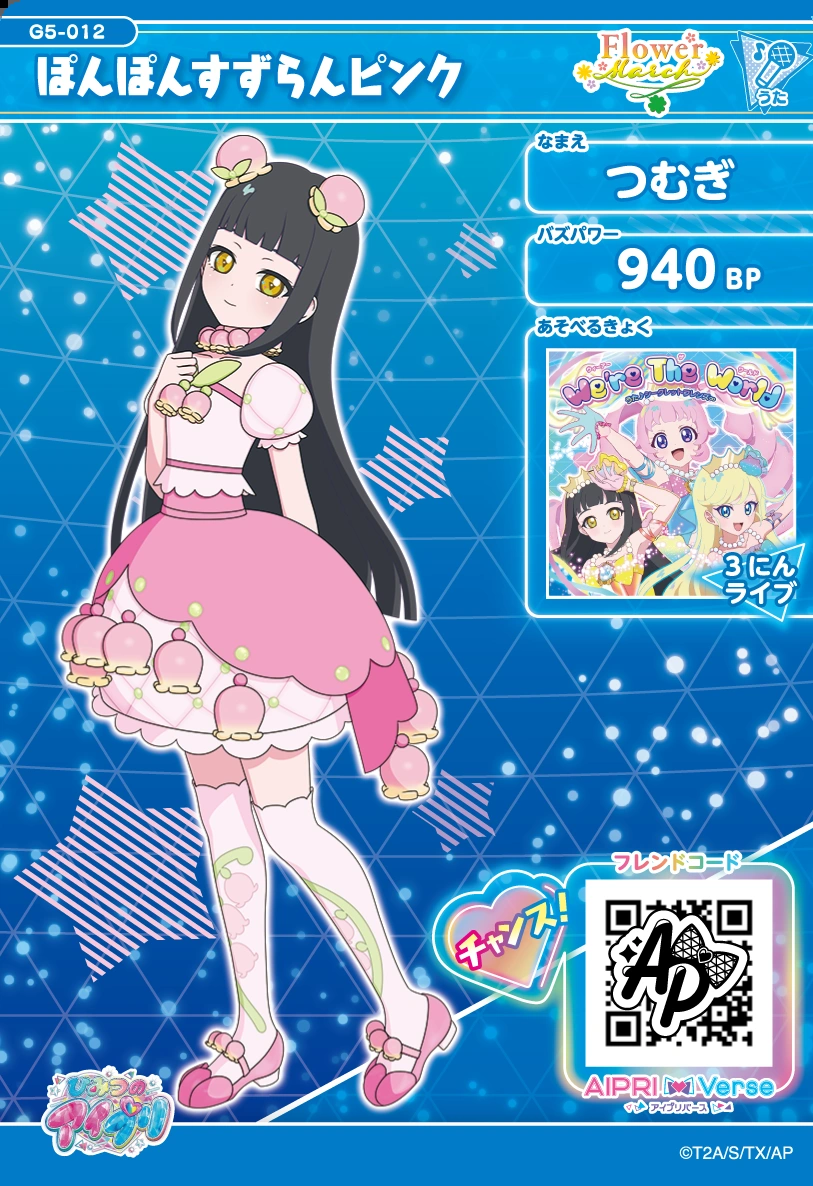 G5-012
ぽんぽんすずらんピンク
Flower
March
うた
なまえ
つむぎ
バズパワー
940 BP
あそべるきょく
We're The World
3にん
ライブ
フレンドコード
チャンス!
AP
AIPRI Verse
アイプリバース
ひみつの
アイプリ
©T2A/S/TX/AP